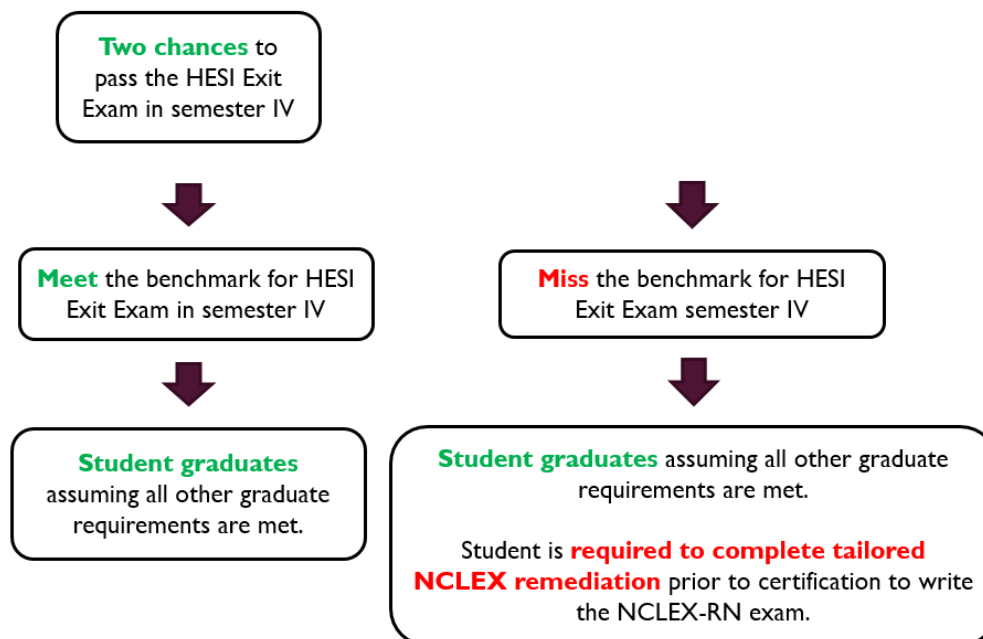 Two chances to
pass the HESI Exit
Exam in semester IV
Meet the benchmark for HESI
Exit Exam in semester IV
Miss the benchmark for HESI
Exit Exam semester IV
Student graduates
assuming all other graduate
requirements are met.
Student graduates assuming all other graduate
requirements are met.
Student is required to complete tailored
NCLEX remediation prior to certification to write
the NCLEX-RN exam.